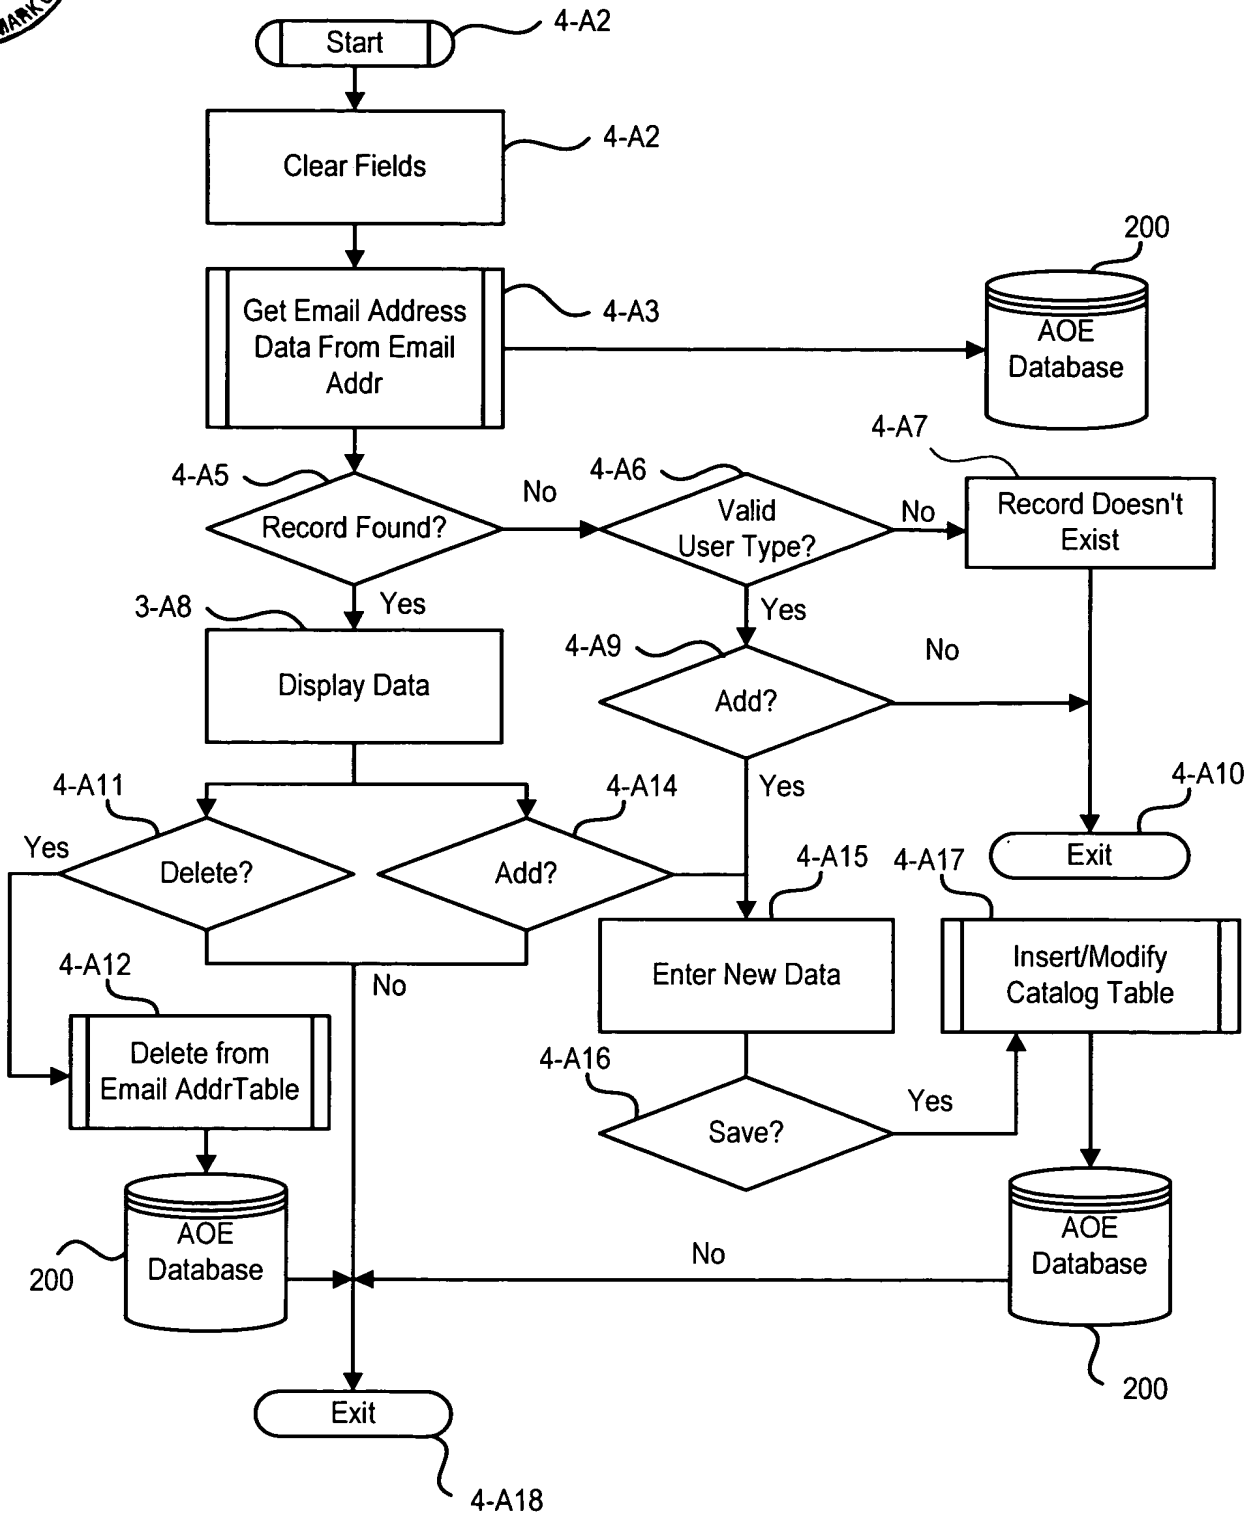 MARK
4-A2
Start
4-A2
Clear Fields
200
Get Email Address
Data From Email
Addr
4-A3
AOE
Database
4-A7
4-A5
No
4-A6
Record Found?
Valid
User Type?
No
Record Doesn't
Exist
3-A8
Yes
Yes
4-A9
No
Display Data
Add?
4-A11
4-A14
Yes
4-A10
Yes
Delete?
Add?
Exit
4-A15
4-A17
4-A12
No
Enter New Data
Insert/Modify
Catalog Table
Delete from
Email AddrTable
4-A16
Yes
Save?
AOE
Database
200
No
AOE
Database
200
Exit
4-A18